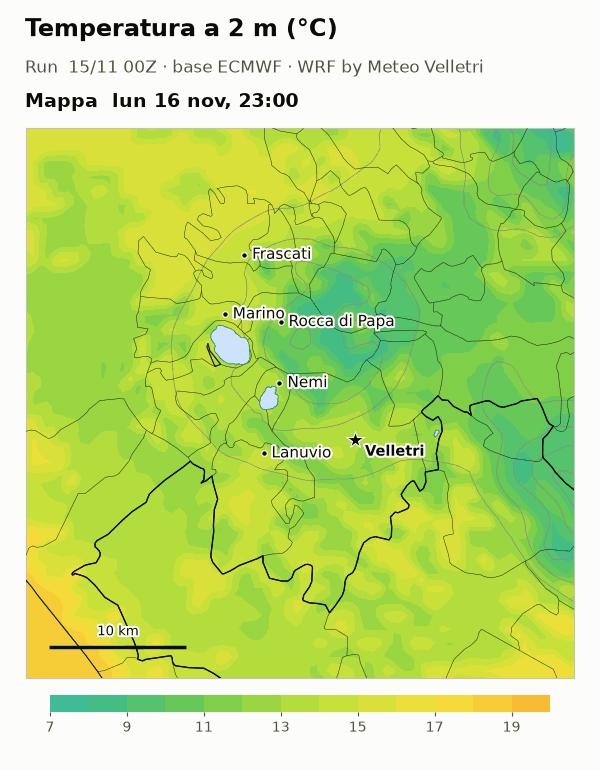 Temperatura a 2 m (°C)
Run  15/11 00Z · base ECMWF · WRF by Meteo Velletri
Mappa  lun 16 nov, 23:00
Frascati
Marino
Rocca di Papa
Nemi
Velletri
Lanuvio
10 km
7 9 11 13 15 17 19